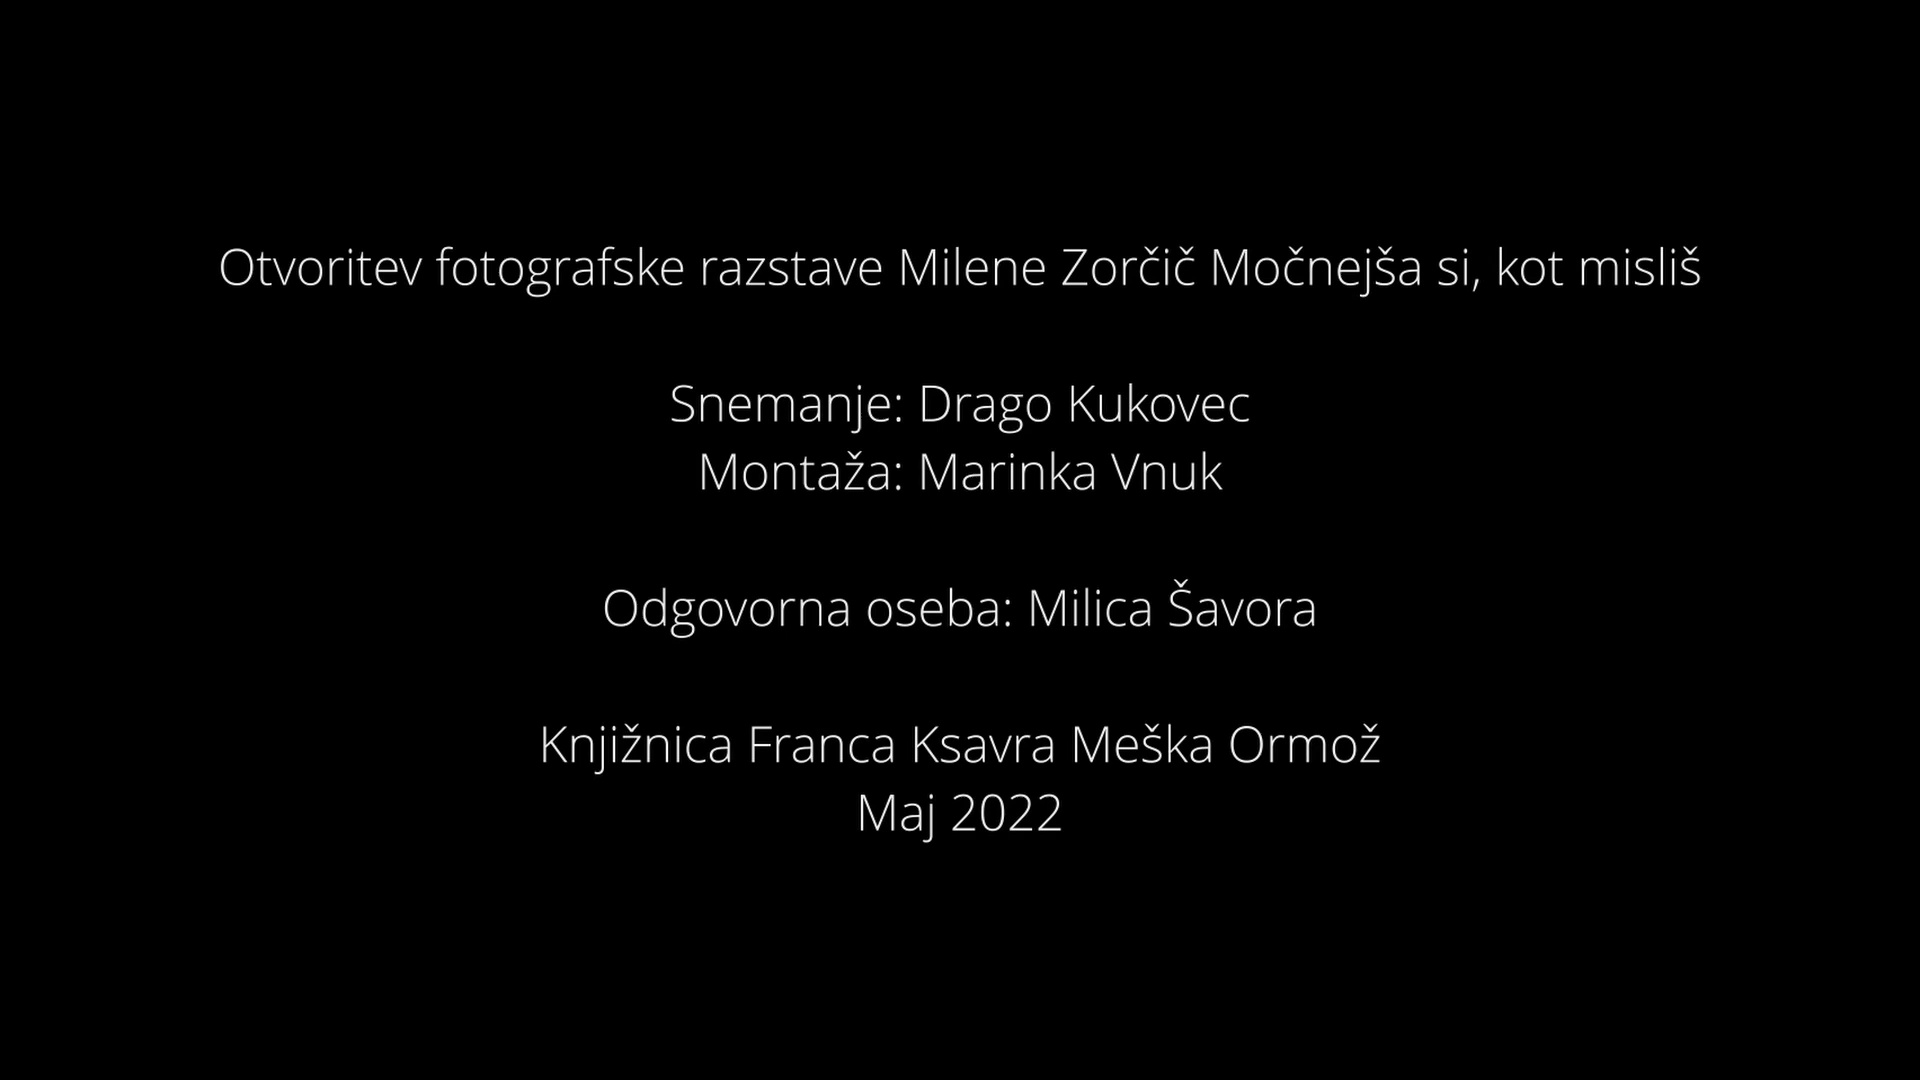 Otvoritev fotografske razstave Milene Zorčič Močnejša si, kot misliš
Snemanje: Drago Kukovec
Montaža: Marinka Vnuk
Odgovorna oseba: Milica Šavora
Knjižnica Franca Ksavra Meška Ormož
Maj 2022